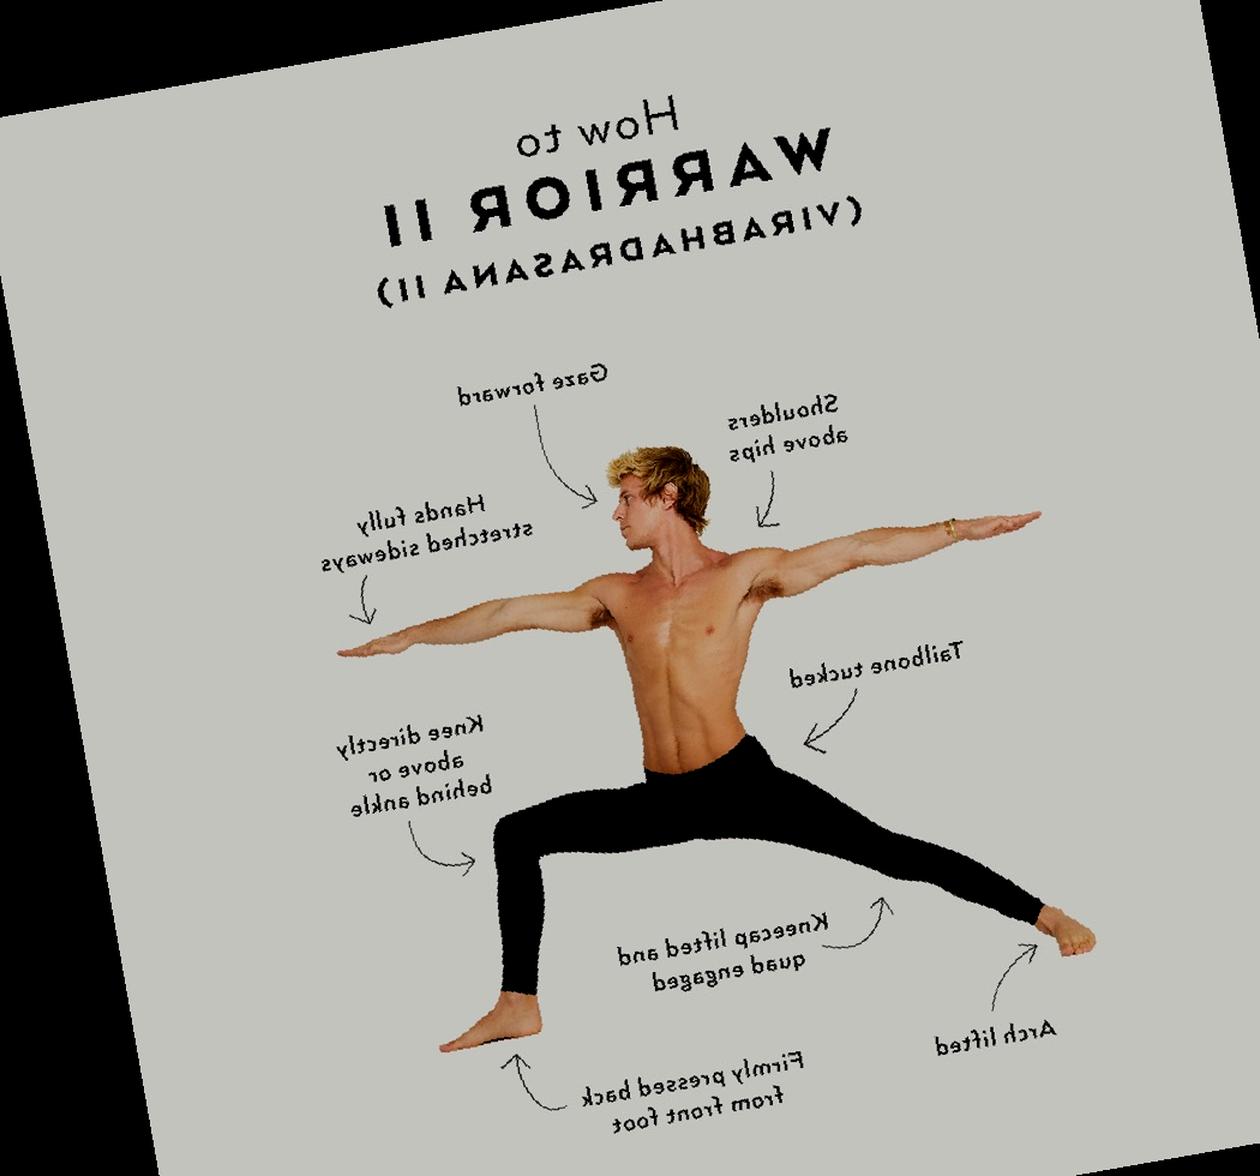 How to
WARRIOR II
(VIRABHADRASANA II)
Gaze forward
Shoulders
above hips
Hands fully
stretched sideways
Tailbone tucked
Knee directly
above or
behind ankle
Kneecap lifted and
quad engaged
Arch lifted
Firmly pressed back
from front foot